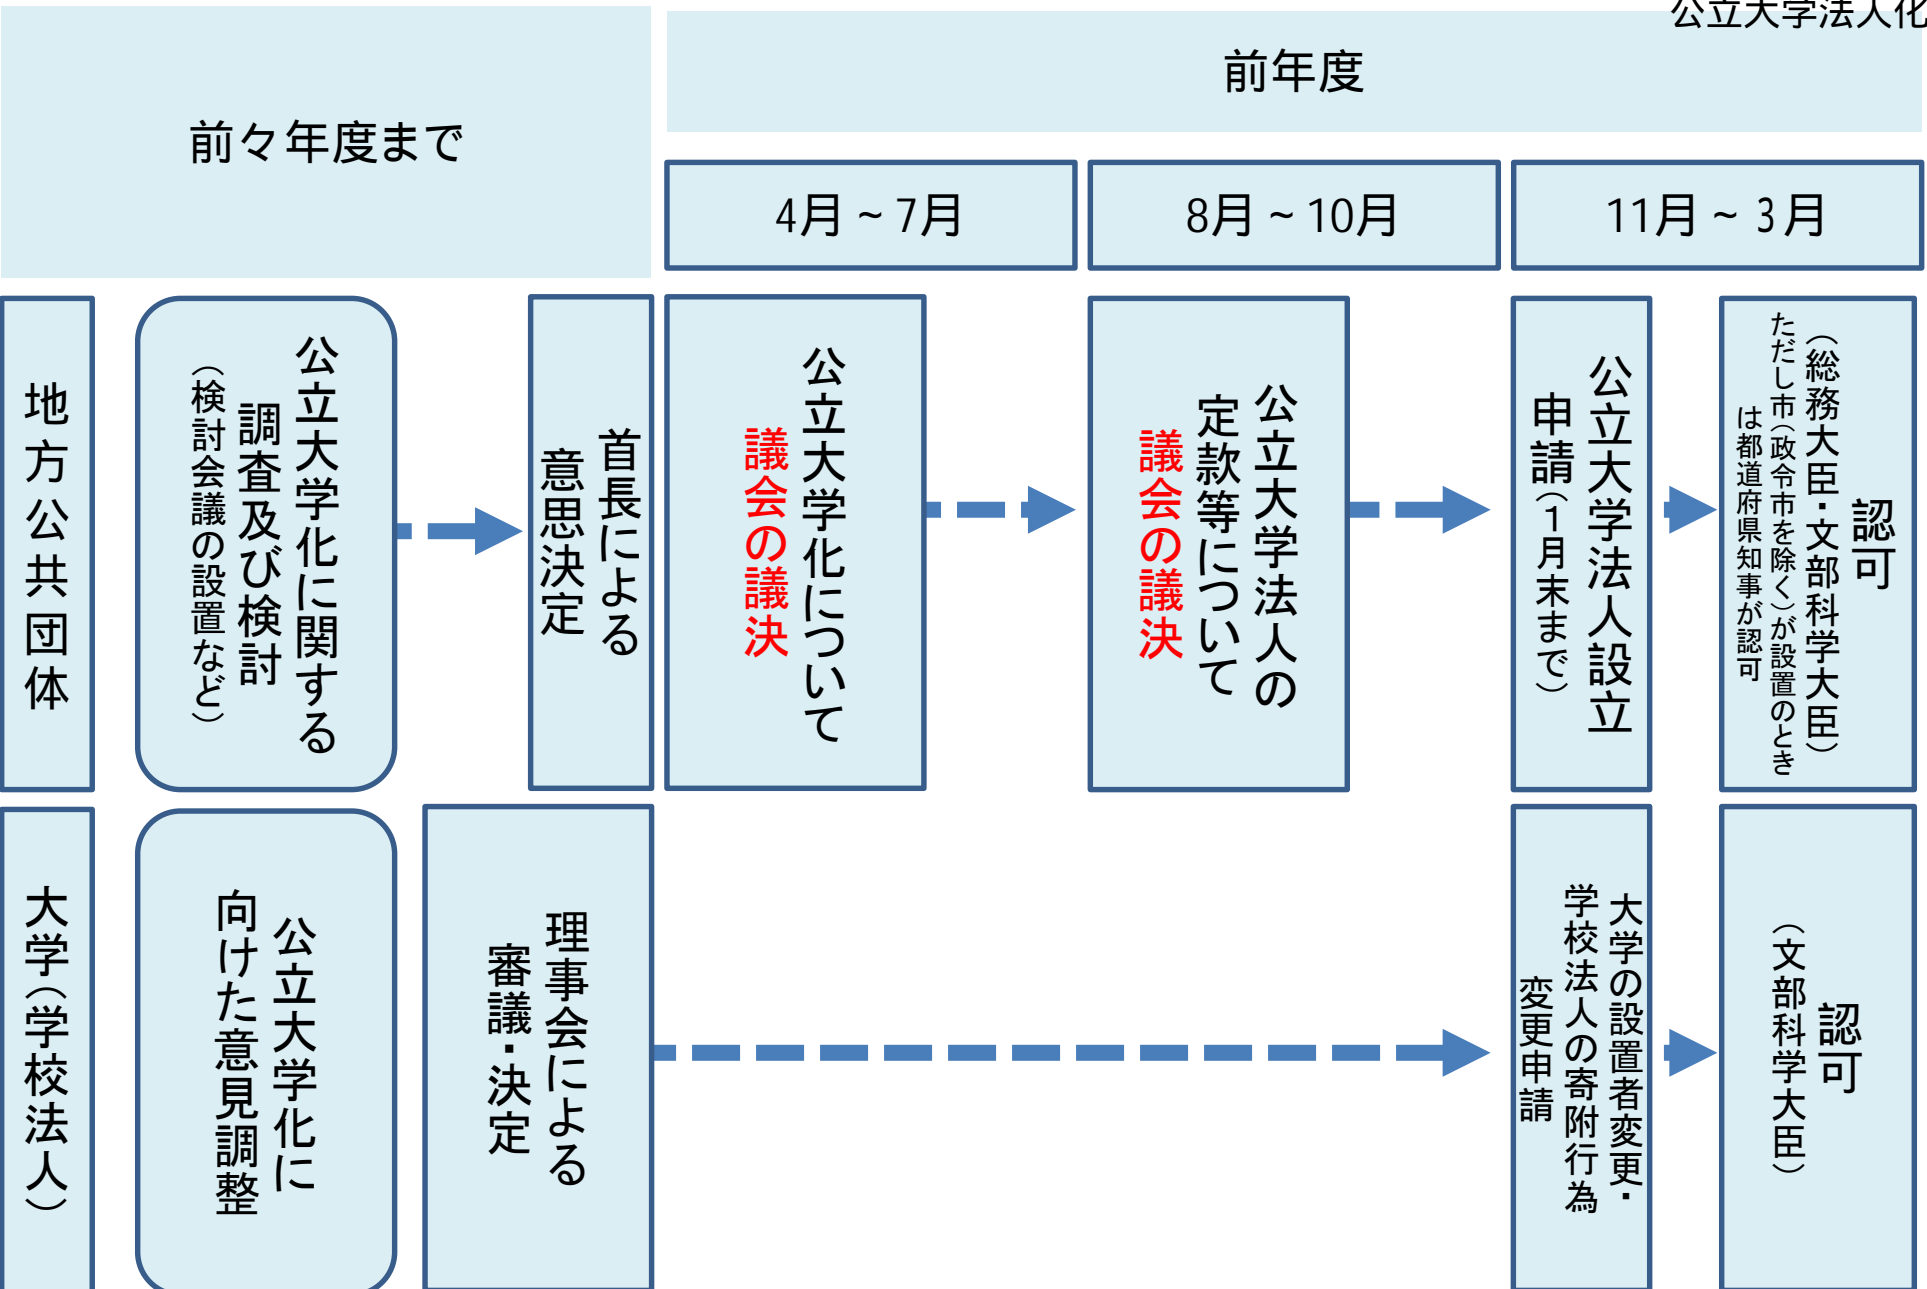 公立大学法人化
前々年度まで
前年度
4月~7月
8月~10月
11月~3月
地方公共団体
公立大学化に関する
調査及び検討
（検討会議の設置など）
首長による
意思決定
公立大学化について
議会の議決
公立大学法人の
定款等について
議会の議決
公立大学法人設立
申請（１月末まで）
認可
（総務大臣・文部科学大臣）
ただし市（政令市を除く）が設置のとき
は都道府県知事が認可
大学（学校法人）
公立大学化に
向けた意見調整
理事会による
審議・決定
大学の設置者変更・
学校法人の寄附行為
変更申請
認可
（文部科学大臣）